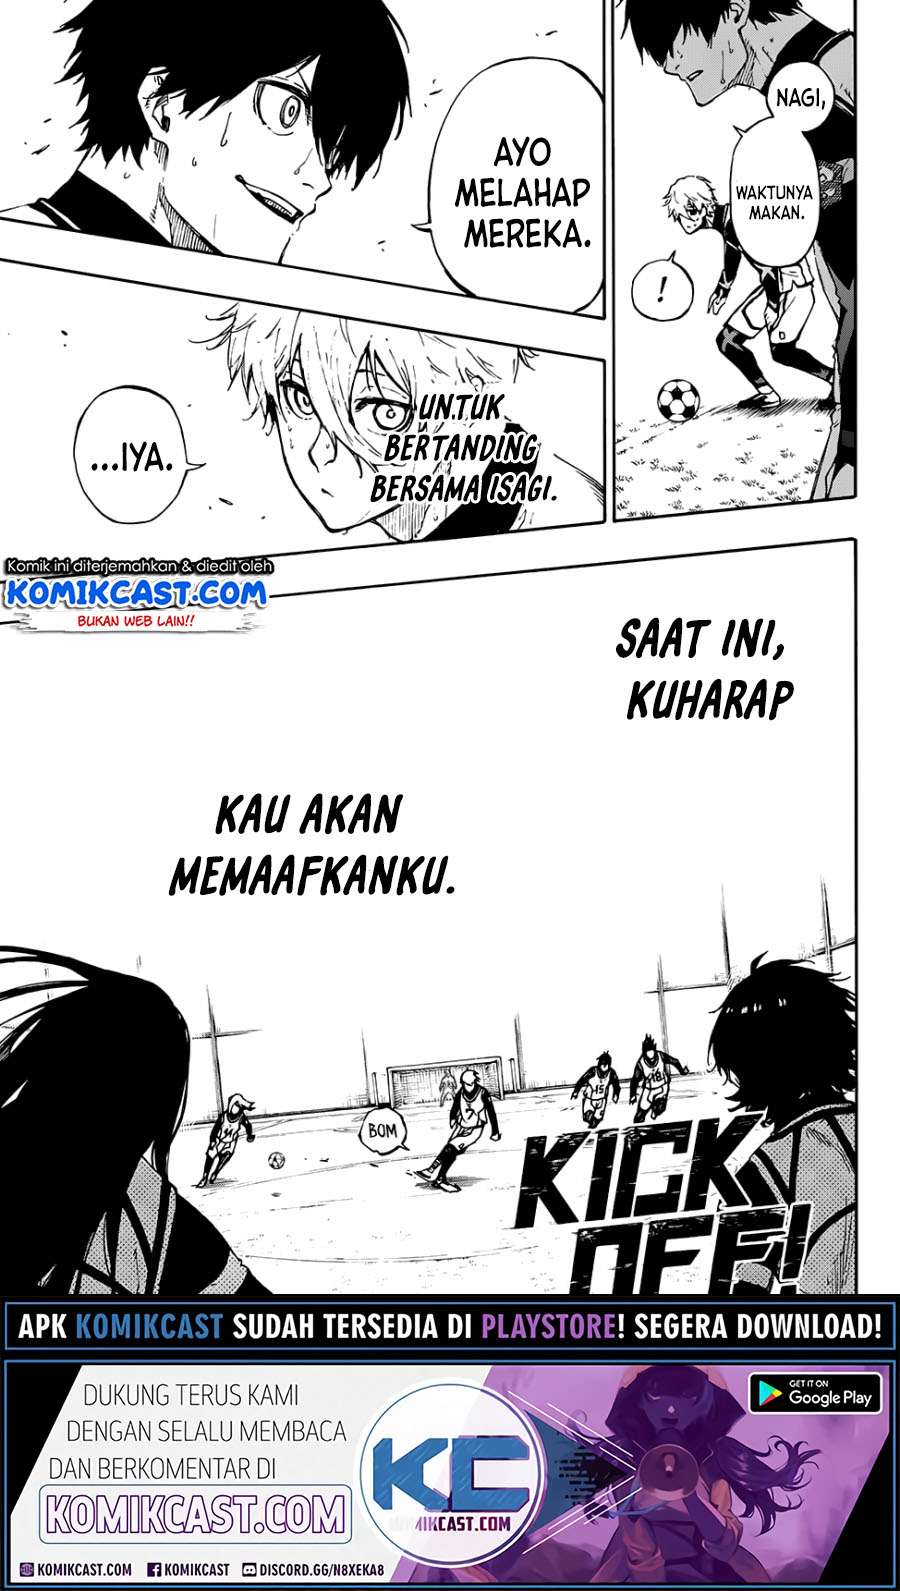 NAGI,
WAKTUNYA
MAKAN.
!
AYO
MELAHAP
MEREKA.
UNTUK
BERTANDING
BERSAMA ISAGI.
...IYA.
Komik ini diterjemahkan & diedit oleh
KOMIKCAST.COM
BUKAN WEB LAIN!!
SAAT INI,
KUHARAP
KAU AKAN
MEMAAFKANKU.
BOM
15
18
7
KICK
OFF!
APK KOMIKCAST SUDAH TERSEDIA DI PLAYSTORE! SEGERA DOWNLOAD!
DUKUNG TERUS KAMI
DENGAN SELALU MEMBACA
DAN BERKOMENTAR DI
KOMIKCAST.COM
KC
KOMIKCAST.COM
GET IT ON
Google Play
KOMIKCAST.COM KOMIKCAST DISCORD.GG/N8XEKA8